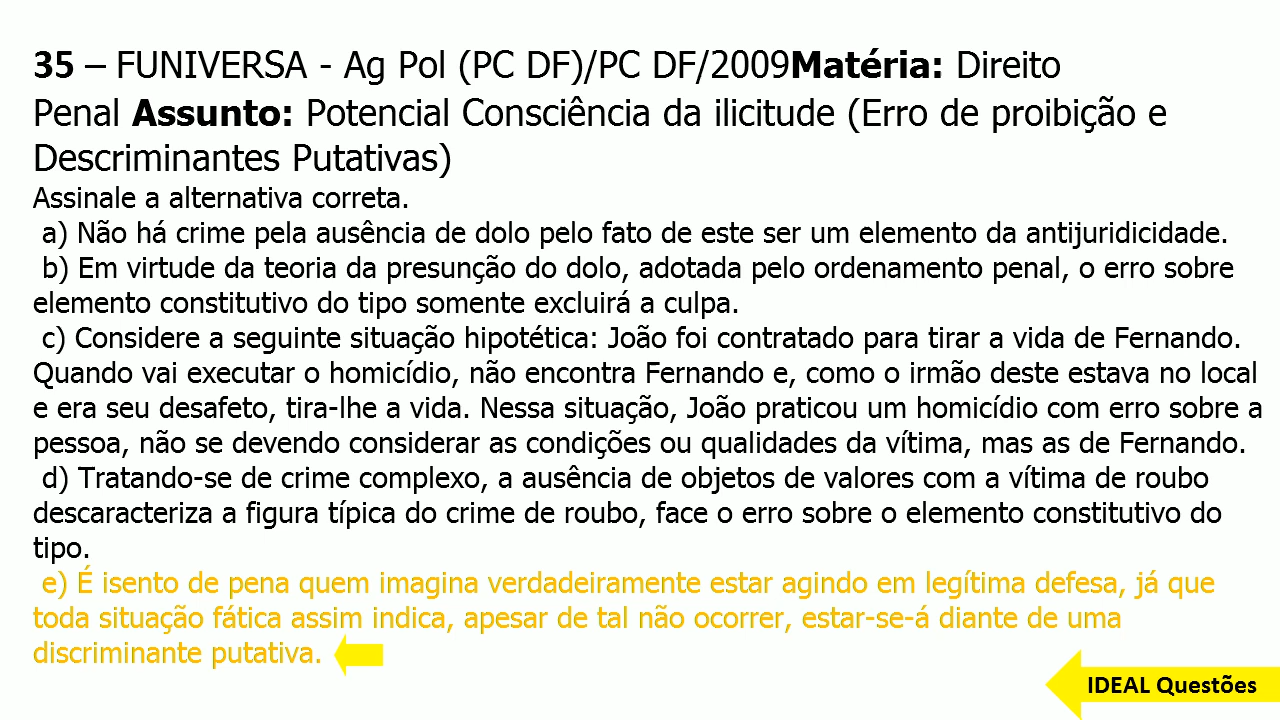 35 – FUNIVERSA - Ag Pol (PC DF)/PC DF/2009Matéria: Direito
Penal Assunto: Potencial Consciência da ilicitude (Erro de proibição e
Descriminantes Putativas)
Assinale a alternativa correta.
a) Não há crime pela ausência de dolo pelo fato de este ser um elemento da antijuridicidade.
b) Em virtude da teoria da presunção do dolo, adotada pelo ordenamento penal, o erro sobre
elemento constitutivo do tipo somente excluirá a culpa.
c) Considere a seguinte situação hipotética: João foi contratado para tirar a vida de Fernando.
Quando vai executar o homicídio, não encontra Fernando e, como o irmão deste estava no local
e era seu desafeto, tira-lhe a vida. Nessa situação, João praticou um homicídio com erro sobre a
pessoa, não se devendo considerar as condições ou qualidades da vítima, mas as de Fernando.
d) Tratando-se de crime complexo, a ausência de objetos de valores com a vítima de roubo
descaracteriza a figura típica do crime de roubo, face o erro sobre o elemento constitutivo do
tipo.
e) É isento de pena quem imagina verdadeiramente estar agindo em legítima defesa, já que
toda situação fática assim indica, apesar de tal não ocorrer, estar-se-á diante de uma
discriminante putativa.
IDEAL Questões